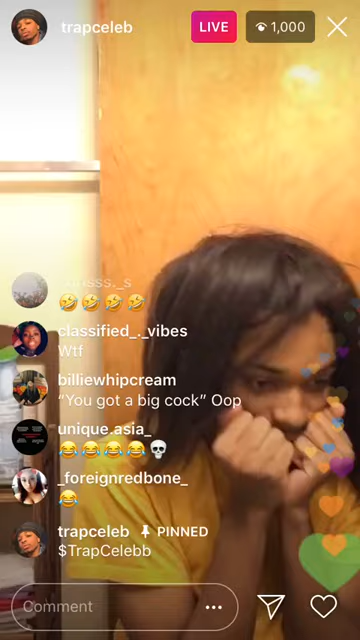 trapceleb
LIVE
1,000
🤣🤣🤣🤣
classified_._vibes
Wtf
billiewhipcream
“You got a big cock” Oop
unique.asia_
😂😂😂😂💀
_foreignredbone_
😂
trapceleb PINNED
$TrapCelebb
Comment